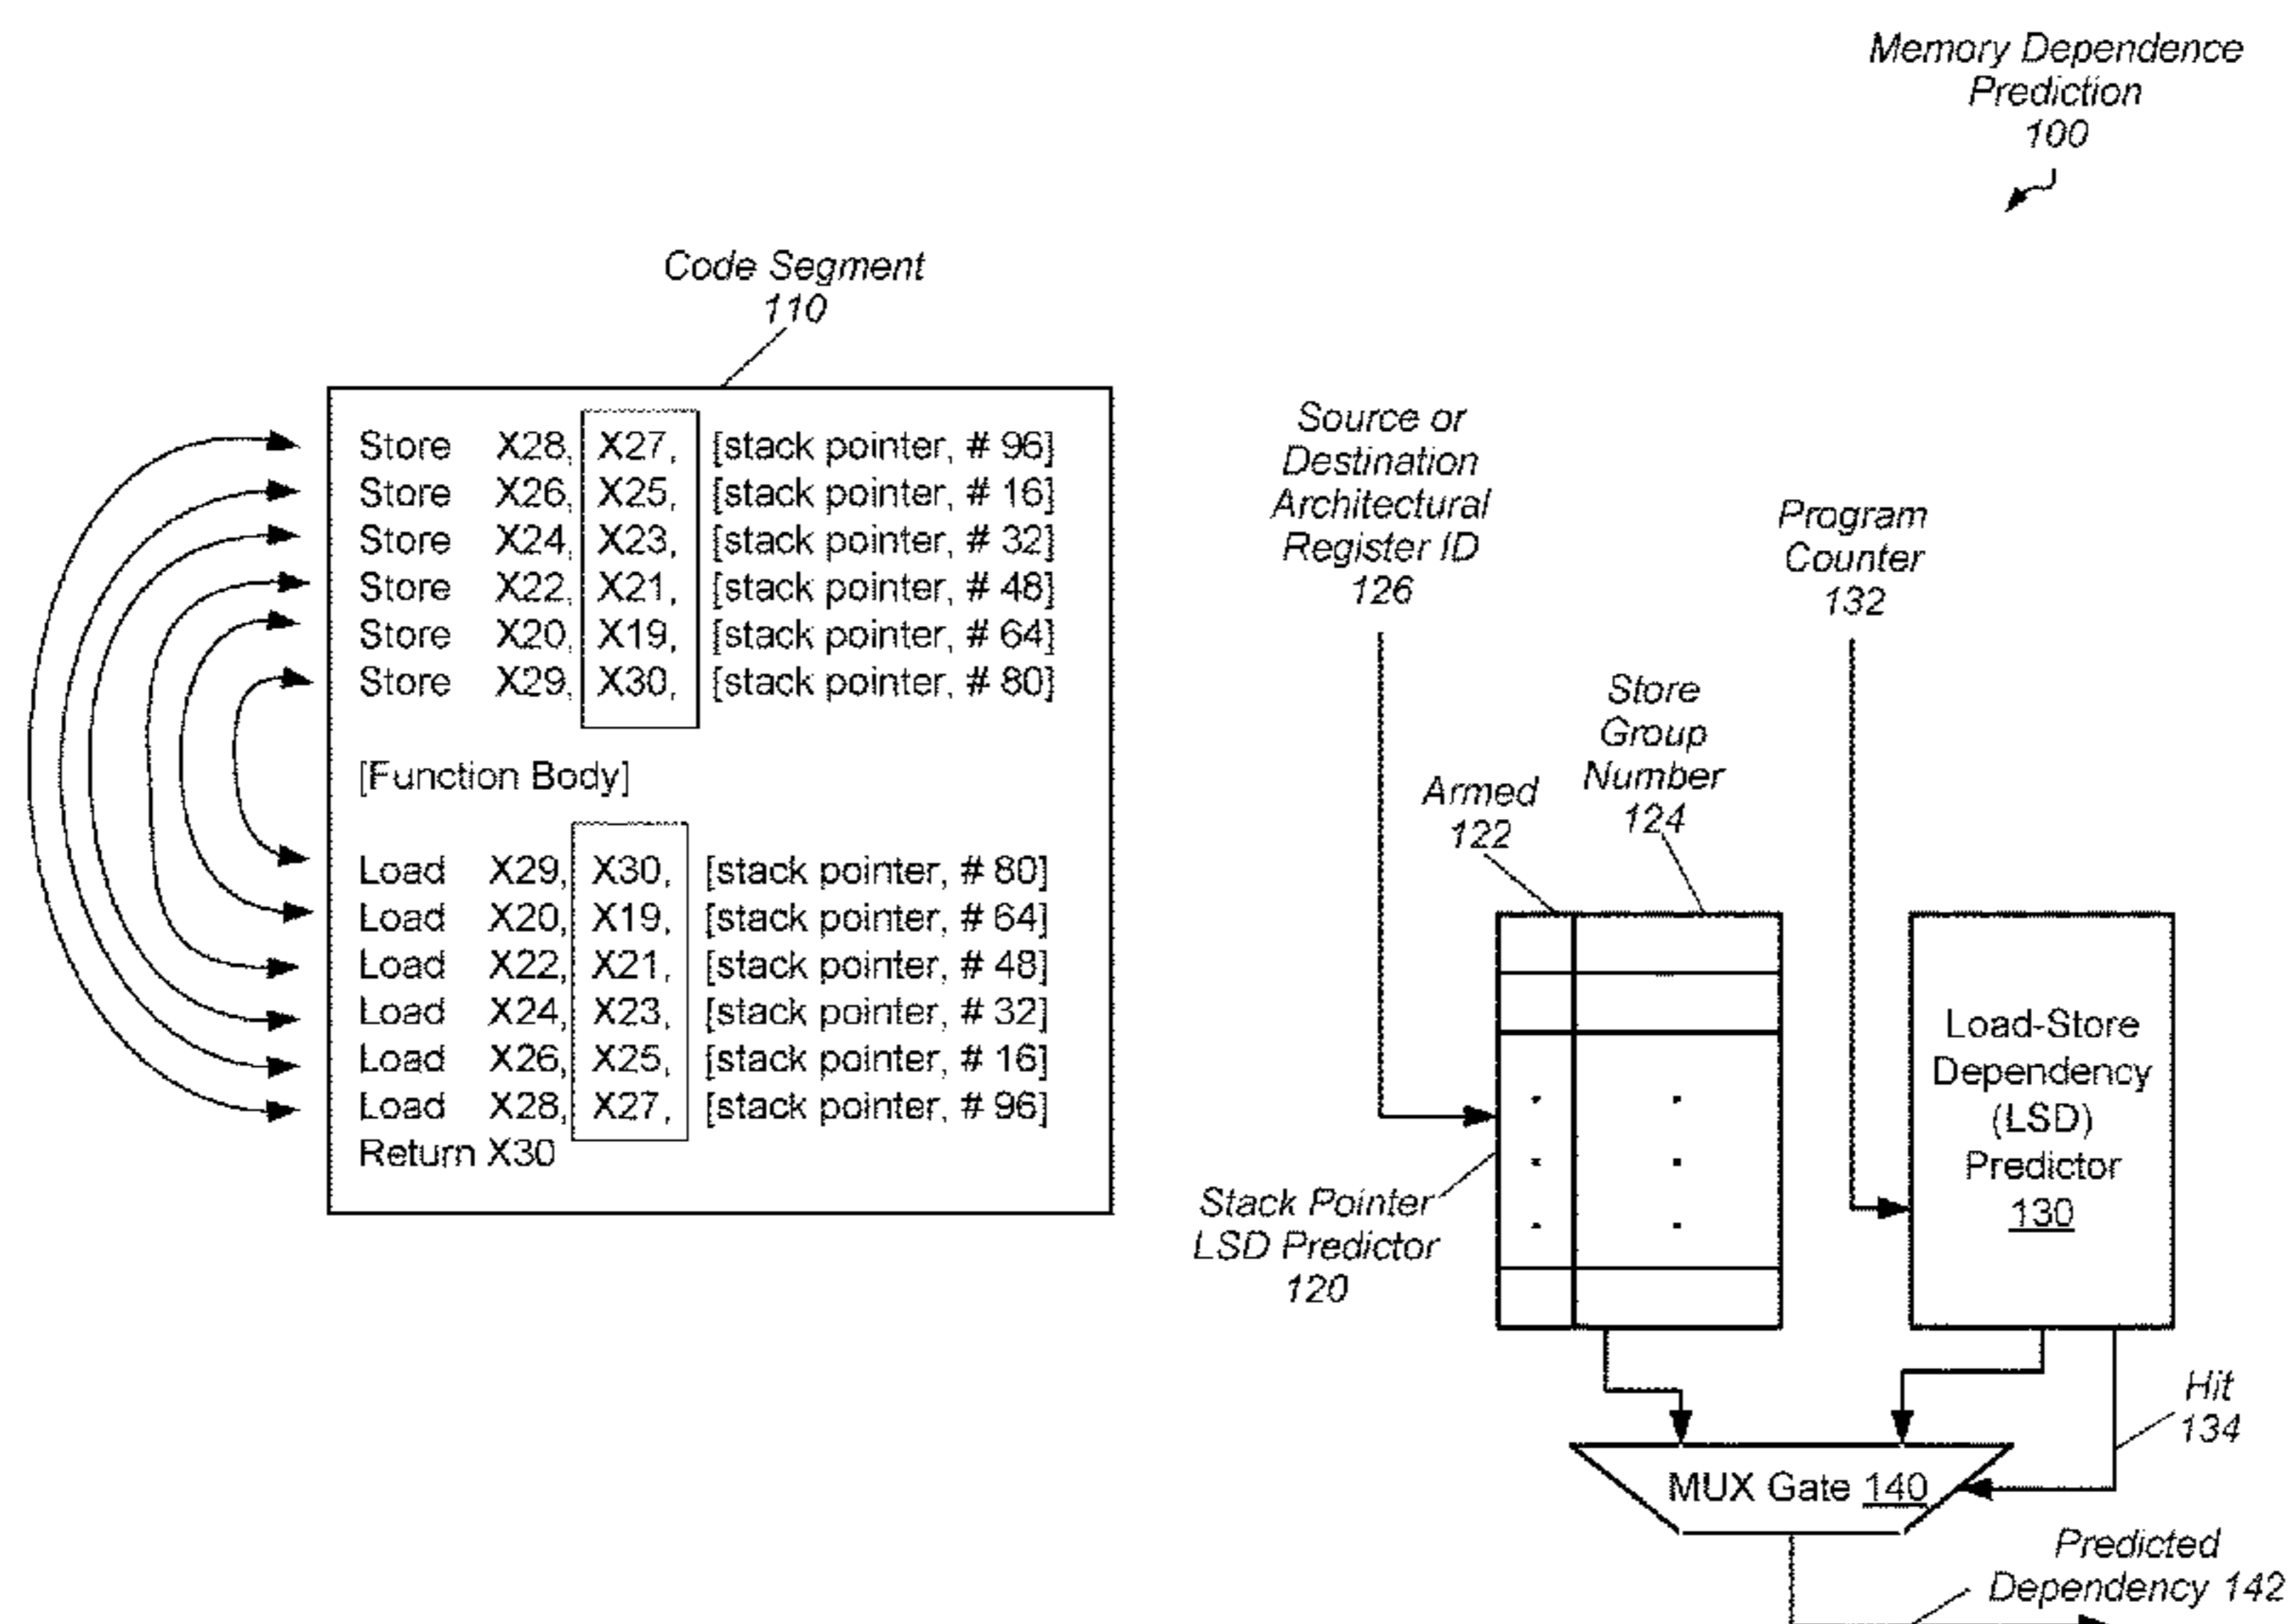 Memory Dependence
Prediction
100
Code Segment
110
Store X28, X27, [stack pointer, # 96]
Store X26, X25, [stack pointer, # 16]
Store X24, X23, [stack pointer, # 32]
Store X22, X21, [stack pointer, # 48]
Store X20, X19, [stack pointer, # 64]
Store X29, X30, [stack pointer, # 80]
[Function Body]
Load X29, X30, [stack pointer, # 80]
Load X20, X19, [stack pointer, # 64]
Load X22, X21, [stack pointer, # 48]
Load X24, X23, [stack pointer, # 32]
Load X26, X25, [stack pointer, # 16]
Load X28, X27, [stack pointer, # 96]
Return X30
Source or
Destination
Architectural
Register ID
126
Program
Counter
132
Store
Group
Number
124
Armed
122
Stack Pointer
LSD Predictor
120
Load-Store
Dependency
(LSD)
Predictor
130
Hit
134
MUX Gate 140
Predicted
Dependency 142